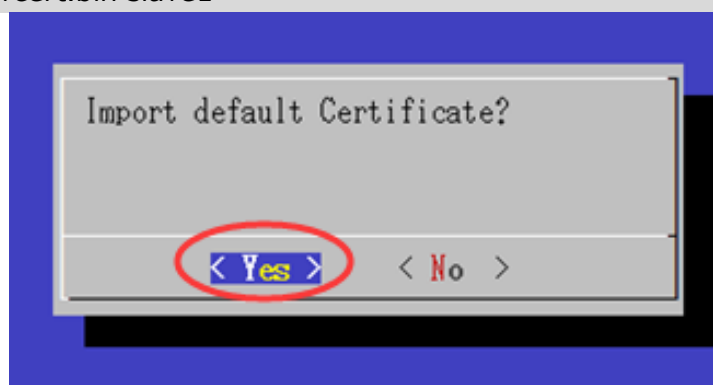 Import default Certificate?
< Yes > < No >